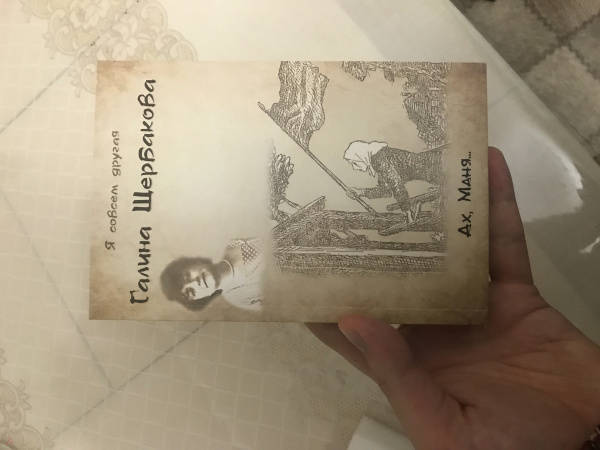 Я совсем другая
Галина Щербакова
Ах, Маня...